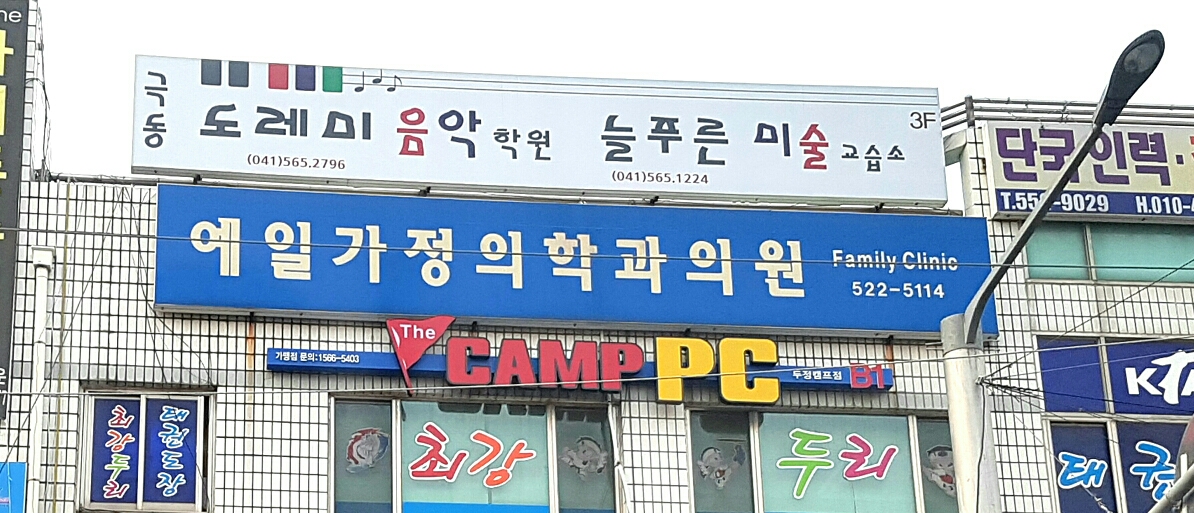 극동
도레미 음악 학원 늘푸른 미술 교습소 3F
(041)565.2796 (041)565.1224
단국인력
H.010-
예일가정의학과의원 Family Clinic
522-5114
The CAMP PC
가맹점 문의:1566-5403
두정캠프점 B1
최강두리
태권도장
최강 두리
태권